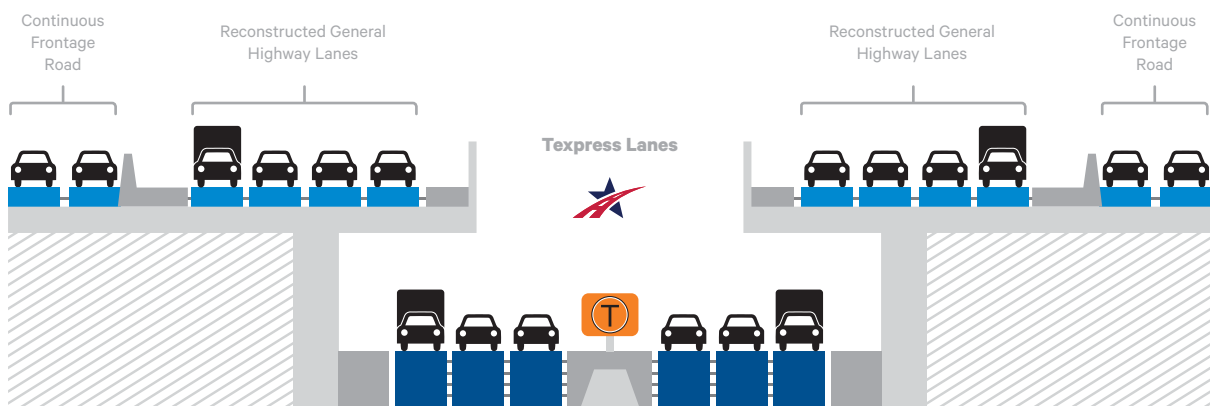 Continuous
Frontage
Road
Reconstructed General
Highway Lanes
Texpress Lanes
Reconstructed General
Highway Lanes
Continuous
Frontage
Road
T